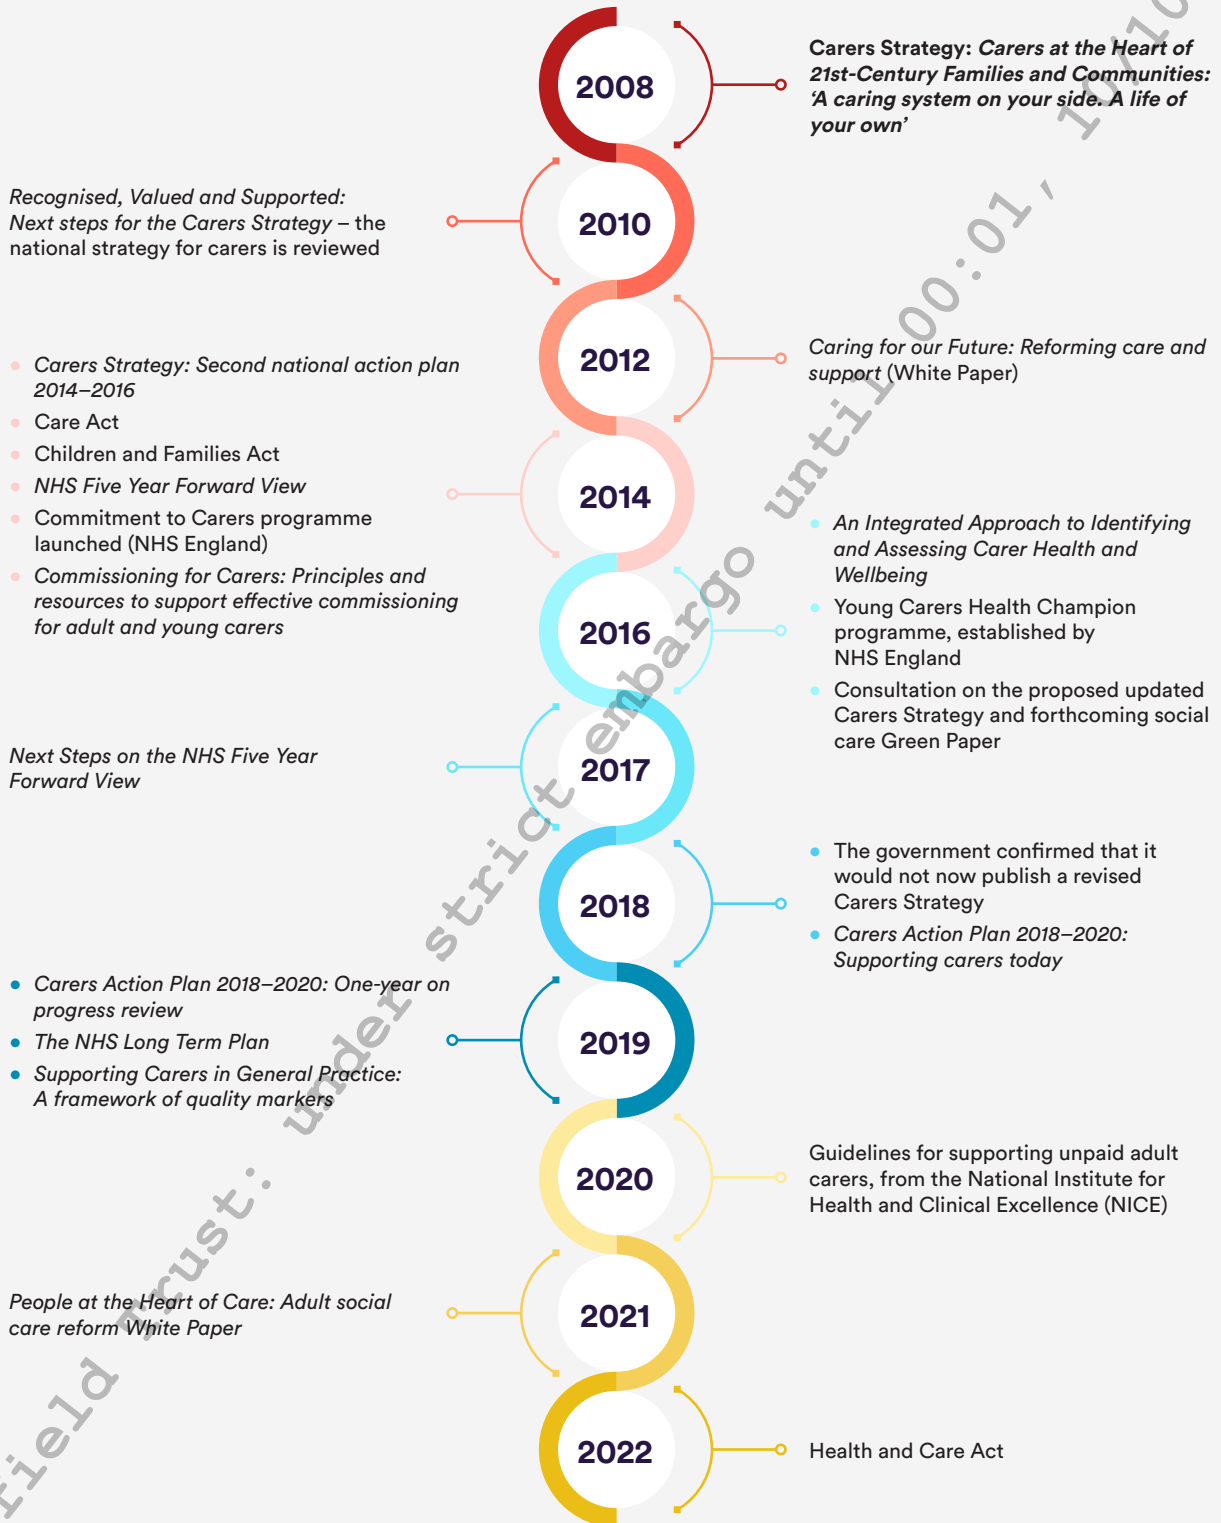 2008
Carers Strategy: Carers at the Heart of
21st-Century Families and Communities:
‘A caring system on your side. A life of
your own’
2010
Recognised, Valued and Supported:
Next steps for the Carers Strategy – the
national strategy for carers is reviewed
2012
Caring for our Future: Reforming care and
support (White Paper)
2014
Carers Strategy: Second national action plan
2014–2016
Care Act
Children and Families Act
NHS Five Year Forward View
Commitment to Carers programme
launched (NHS England)
Commissioning for Carers: Principles and
resources to support effective commissioning
for adult and young carers
2016
An Integrated Approach to Identifying
and Assessing Carer Health and
Wellbeing
Young Carers Health Champion
programme, established by
NHS England
Consultation on the proposed updated
Carers Strategy and forthcoming social
care Green Paper
2017
Next Steps on the NHS Five Year
Forward View
2018
The government confirmed that it
would not now publish a revised
Carers Strategy
Carers Action Plan 2018–2020:
Supporting carers today
2019
Carers Action Plan 2018–2020: One-year on
progress review
The NHS Long Term Plan
Supporting Carers in General Practice:
A framework of quality markers
2020
Guidelines for supporting unpaid adult
carers, from the National Institute for
Health and Clinical Excellence (NICE)
2021
People at the Heart of Care: Adult social
care reform White Paper
2022
Health and Care Act
field Trust: under strict embargo until 00:01, 10/10